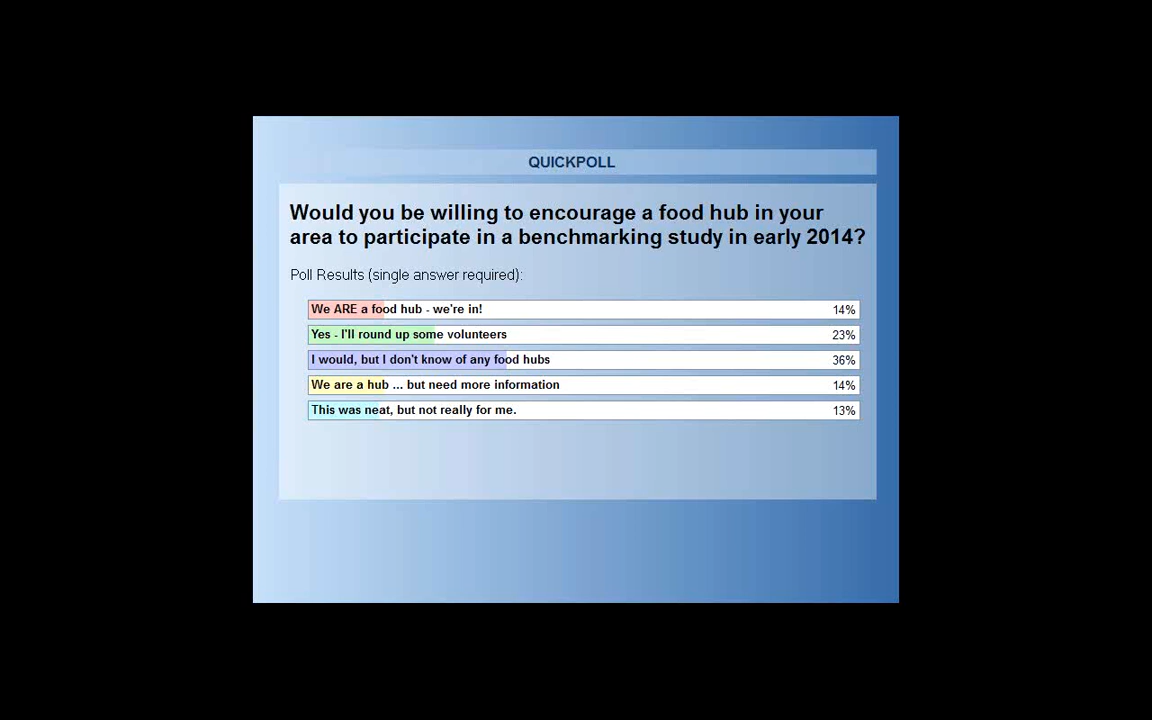 QUICKPOLL
Would you be willing to encourage a food hub in your
area to participate in a benchmarking study in early 2014?
Poll Results (single answer required):
We ARE a food hub - we're in! 14%
Yes - I'll round up some volunteers 23%
I would, but I don't know of any food hubs 36%
We are a hub ... but need more information 14%
This was neat, but not really for me. 13%